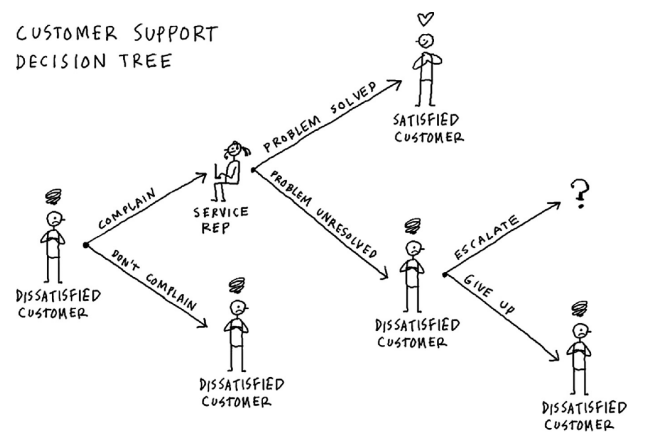 CUSTOMER SUPPORT
DECISION TREE
PROBLEM SOLVED
SATISFIED
CUSTOMER
COMPLAIN
SERVICE
REP
PROBLEM UNRESOLVED
?
ESCALATE
DISSATISFIED
CUSTOMER
DON'T COMPLAIN
GIVE UP
DISSATISFIED
CUSTOMER
DISSATISFIED
CUSTOMER
DISSATISFIED
CUSTOMER